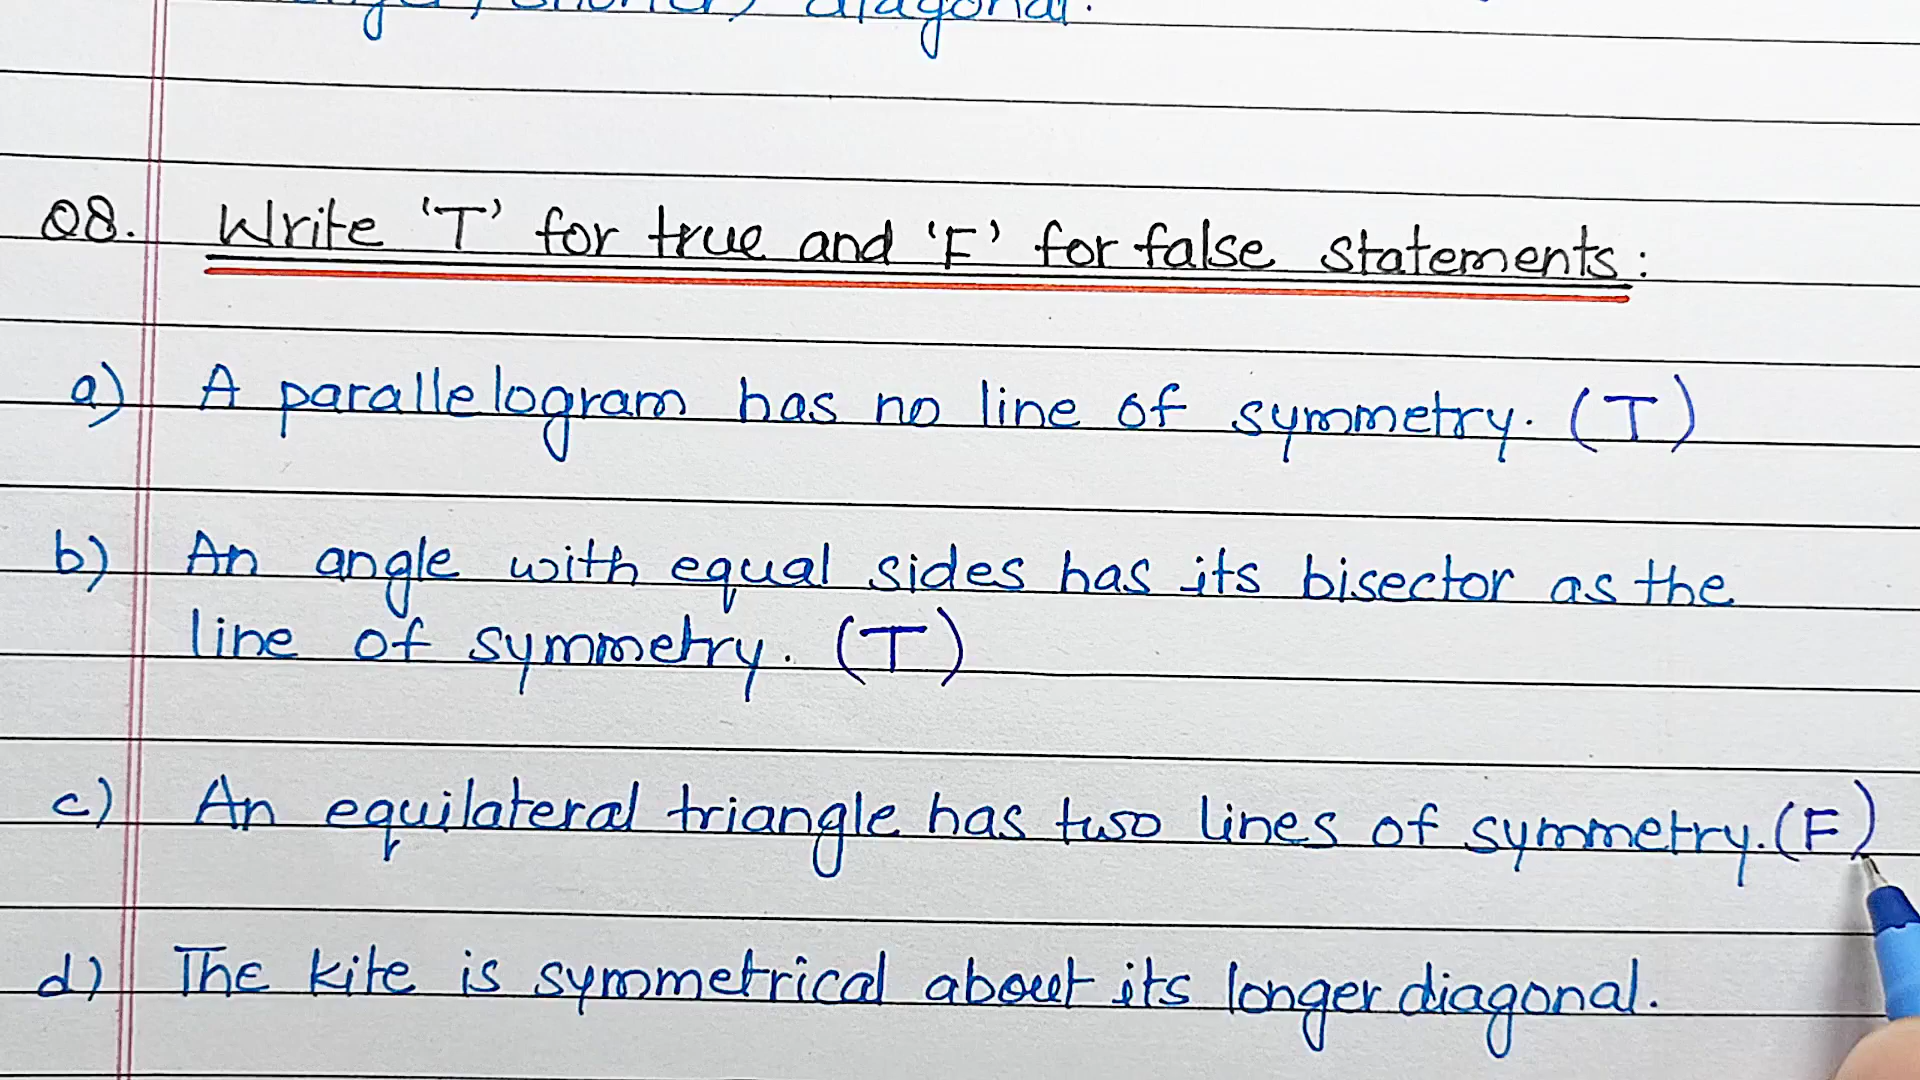 diagonal.
Q8. Write 'T' for true and 'F' for false statements:
a) A parallelogram has no line of symmetry. (T)
b) An angle with equal sides has its bisector as the
line of symmetry. (T)
c) An equilateral triangle has two lines of symmetry. (F)
d) The kite is symmetrical about its longer diagonal.